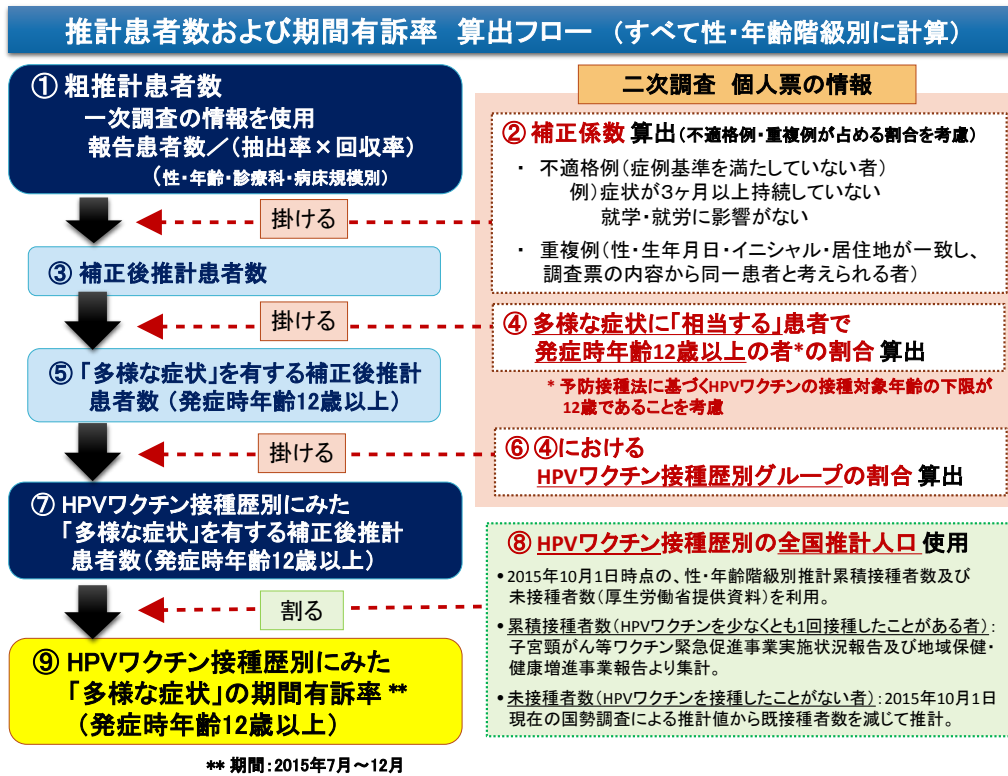 推計患者数および期間有訴率 算出フロー (すべて性・年齢階級別に計算)
① 粗推計患者数
一次調査の情報を使用
報告患者数／(抽出率×回収率)
(性・年齢・診療科・病床規模別)
掛ける
③ 補正後推計患者数
掛ける
⑤「多様な症状」を有する補正後推計
患者数 (発症時年齢12歳以上)
掛ける
⑦ HPVワクチン接種歴別にみた
「多様な症状」を有する補正後推計
患者数(発症時年齢12歳以上)
割る
⑨ HPVワクチン接種歴別にみた
「多様な症状」の期間有訴率 **
(発症時年齢12歳以上)
** 期間:2015年7月～12月
二次調査 個人票の情報
② 補正係数 算出(不適格例・重複例が占める割合を考慮)
・ 不適格例(症例基準を満たしていない者)
例)症状が3ヶ月以上持続していない
就学・就労に影響がない
・ 重複例(性・生年月日・イニシャル・居住地が一致し、
調査票の内容から同一患者と考えられる者)
④ 多様な症状に「相当する」患者で
発症時年齢12歳以上の者*の割合 算出
* 予防接種法に基づくHPVワクチンの接種対象年齢の下限が
12歳であることを考慮
⑥ ④における
HPVワクチン接種歴別グループの割合 算出
⑧ HPVワクチン接種歴別の全国推計人口 使用
•2015年10月1日時点の、性・年齢階級別推計累積接種者数及び
未接種者数(厚生労働省提供資料)を利用。
•累積接種者数(HPVワクチンを少なくとも1回接種したことがある者):
子宮頸がん等ワクチン緊急促進事業実施状況報告及び地域保健・
健康増進事業報告より集計。
•未接種者数(HPVワクチンを接種したことがない者):2015年10月1日
現在の国勢調査による推計値から既接種者数を減じて推計。